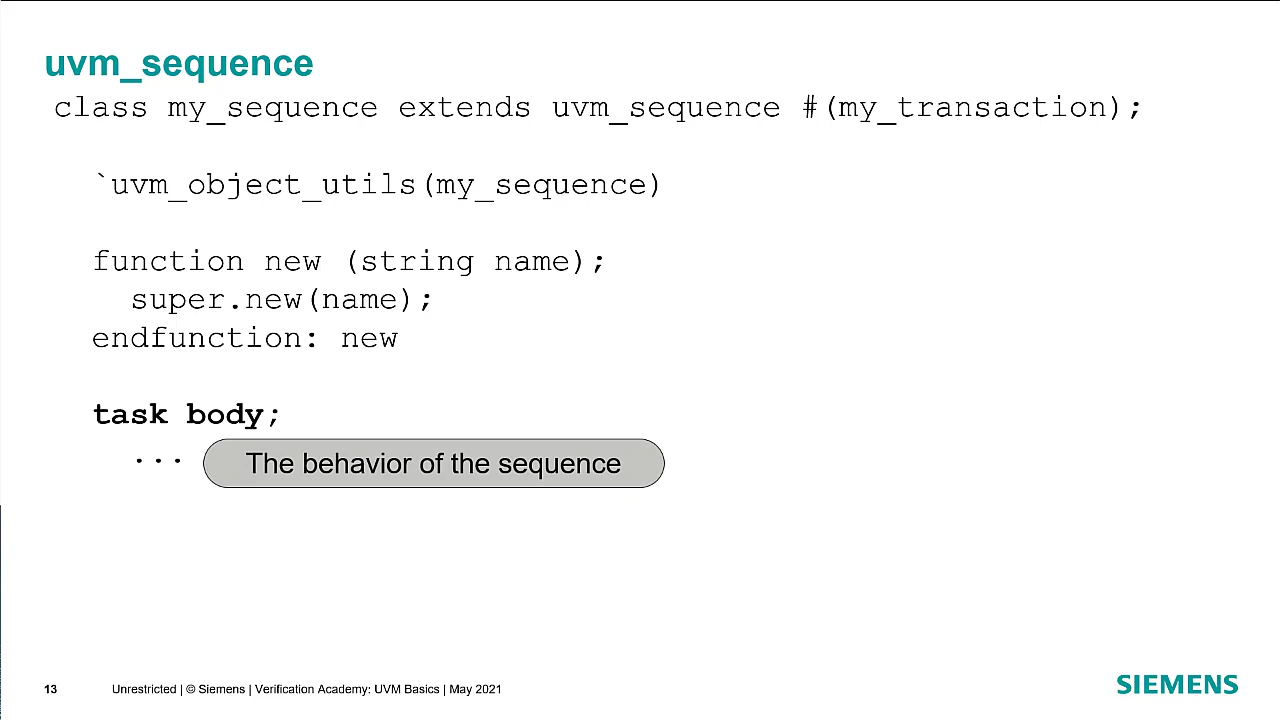 uvm_sequence
class my_sequence extends uvm_sequence #(my_transaction);
`uvm_object_utils(my_sequence)
function new (string name);
super.new(name);
endfunction: new
task body;
... The behavior of the sequence
13 Unrestricted | © Siemens | Verification Academy: UVM Basics | May 2021
SIEMENS